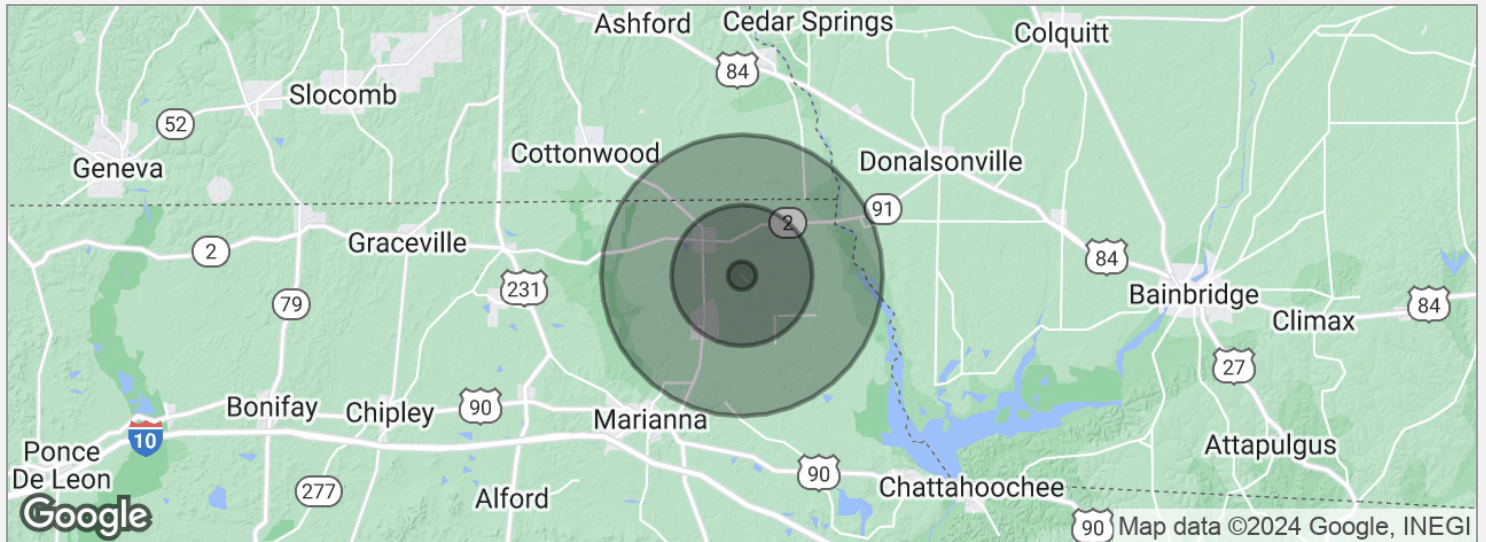 Ashford
Cedar Springs
Colquitt
84
Slocomb
52
Geneva
Cottonwood
Donalsonville
2
91
Graceville
2
84
231
79
Bainbridge
84
Climax
27
Bonifay
Chipley
90
Marianna
10
Ponce
De Leon
Attapulgus
90
277
Alford
Chattahoochee
Google
90
Map data ©2024 Google, INEGI